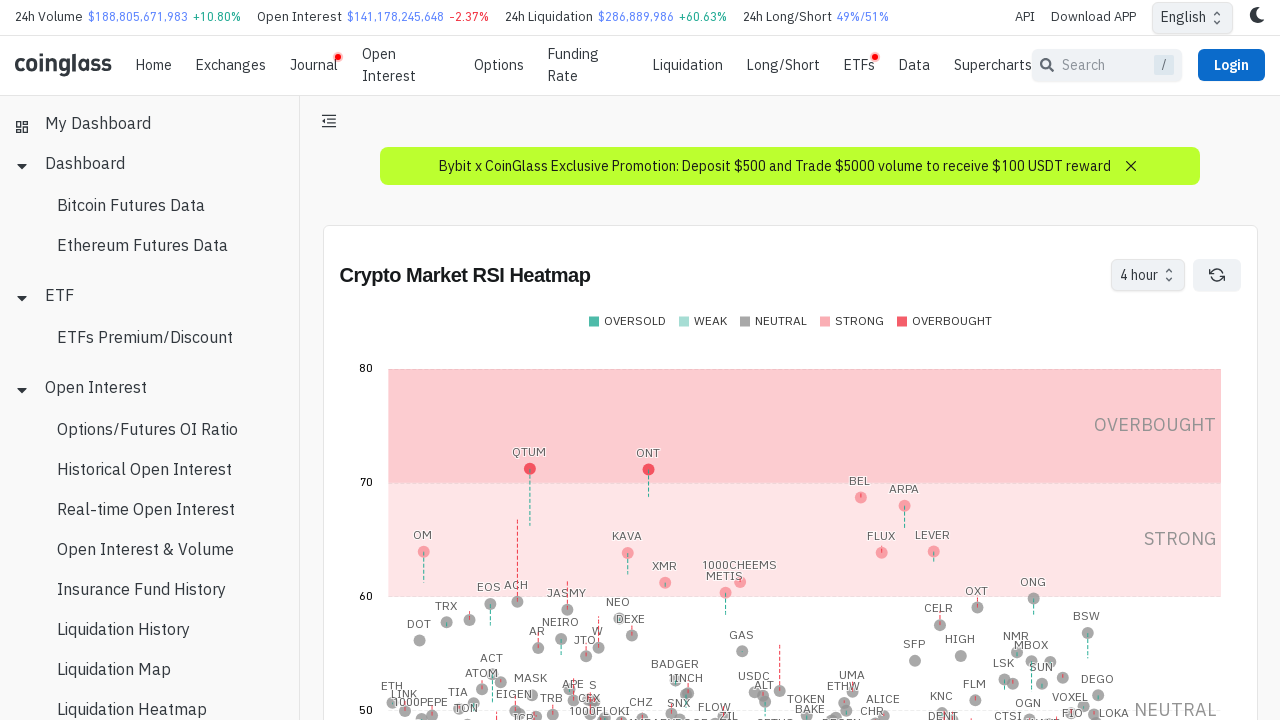 24h Volume $188,805,671,983 +10.80% Open Interest $141,178,245,648 -2.37% 24h Liquidation $286,889,986 +60.63% 24h Long/Short 49%/51% API Download APP English
coinglass Home Exchanges Journal Open Interest Options Funding Rate Liquidation Long/Short ETFs Data Supercharts Search / Login
My Dashboard
Dashboard
Bitcoin Futures Data
Ethereum Futures Data
ETF
ETFs Premium/Discount
Open Interest
Options/Futures OI Ratio
Historical Open Interest
Real-time Open Interest
Open Interest & Volume
Insurance Fund History
Liquidation History
Liquidation Map
Liquidation Heatmap
Bybit x CoinGlass Exclusive Promotion: Deposit $500 and Trade $5000 volume to receive $100 USDT reward
Crypto Market RSI Heatmap 4 hour
OVERSOLD WEAK NEUTRAL STRONG OVERBOUGHT
80
OVERBOUGHT
QTUM ONT
70
BEL ARPA
OM KAVA FLUX LEVER STRONG
XMR 1000CHEEMS
METIS
EOS ACH JASMY OXT ONG
60
TRX NEO CELR
DOT NEIRO DEXE BSW
AR JTO W GAS HIGH NMR
SFP MBOX
ACT BADGER LSK SUN
ATOM MASK 1INCH USDC UMA
ETH APE S ALT ETHW FLM DEGO
LINK TIA EIGEN TRB CFX CHZ SNX TOKEN ALICE KNC VOXEL
1000PEPE TON 1000FLOKI FLOW BAKE CHR OGN
50 ZIL DENT CTSI FIO LOKA NEUTRAL